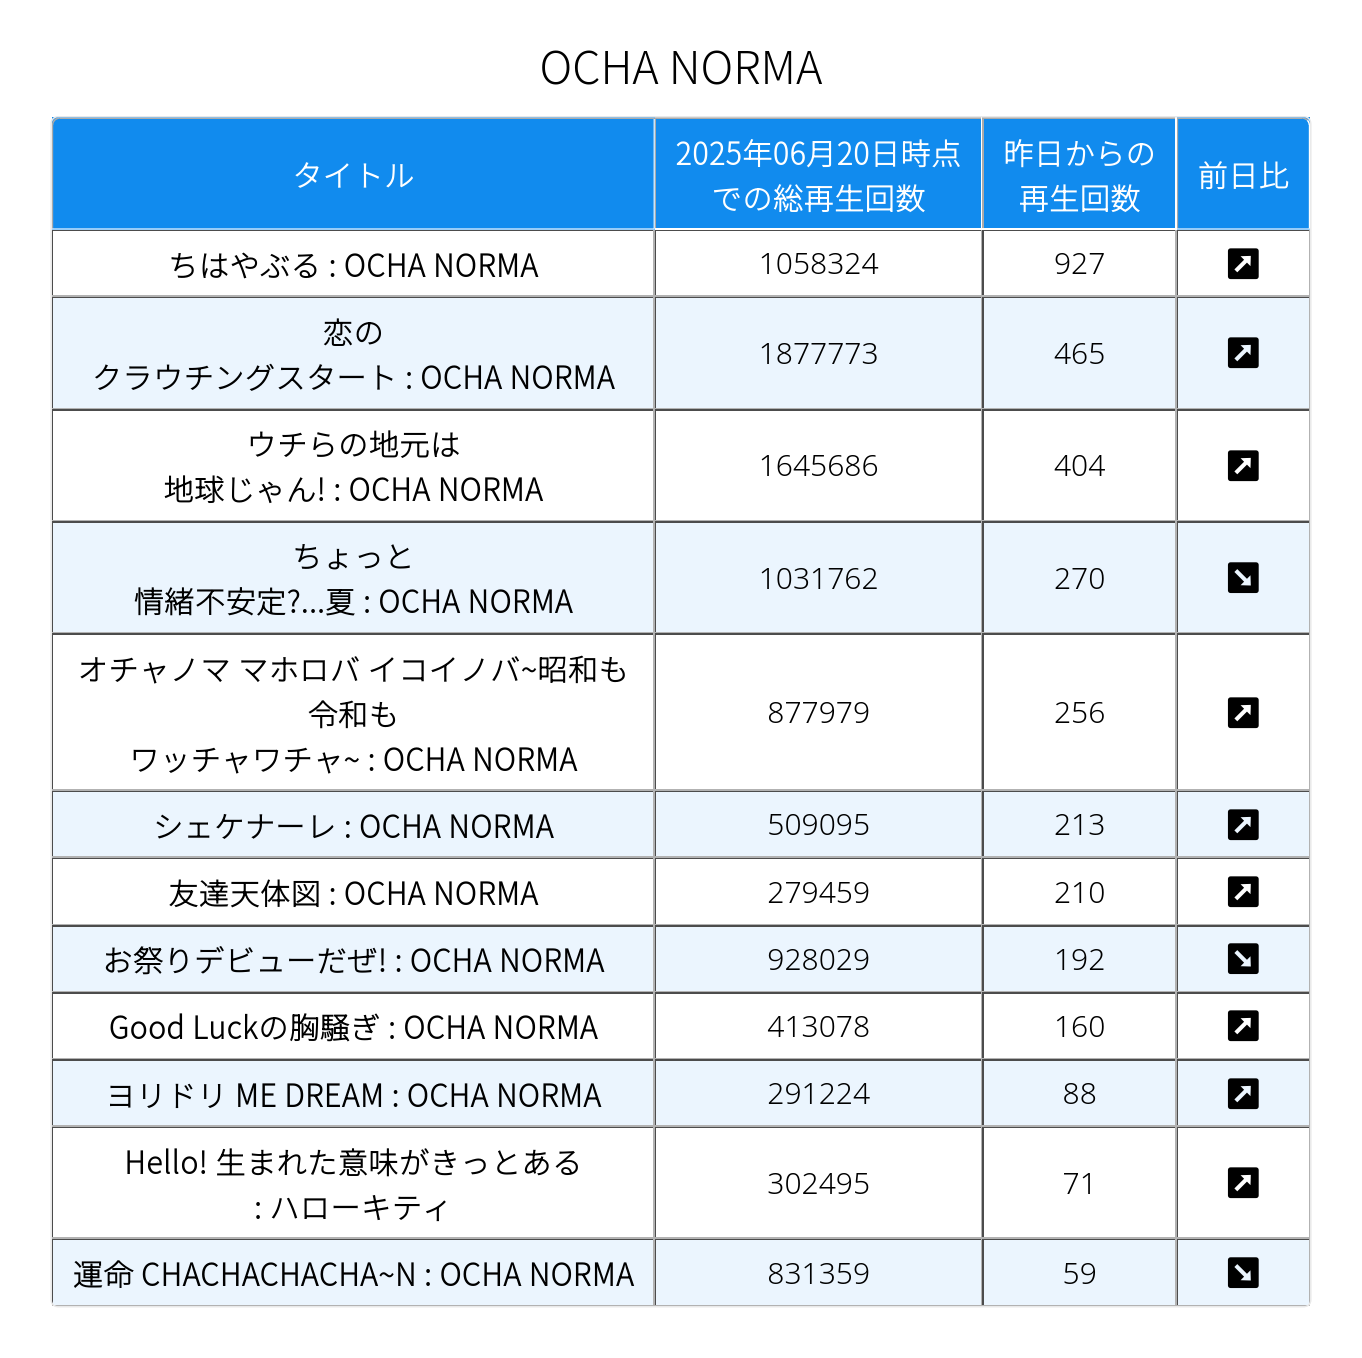 OCHA NORMA
タイトル
2025年06月20日時点
での総再生回数
昨日からの
再生回数
前日比
ちはやぶる : OCHA NORMA
1058324
927
恋の
クラウチングスタート : OCHA NORMA
1877773
465
ウチらの地元は
地球じゃん! : OCHA NORMA
1645686
404
ちょっと
情緒不安定?...夏 : OCHA NORMA
1031762
270
オチャノマ マホロバ イコイノバ~昭和も
令和も
ワッチャワチャ~ : OCHA NORMA
877979
256
シェケナーレ : OCHA NORMA
509095
213
友達天体図 : OCHA NORMA
279459
210
お祭りデビューだぜ! : OCHA NORMA
928029
192
Good Luckの胸騒ぎ : OCHA NORMA
413078
160
ヨリドリ ME DREAM : OCHA NORMA
291224
88
Hello! 生まれた意味がきっとある
: ハローキティ
302495
71
運命 CHACHACHACHA~N : OCHA NORMA
831359
59